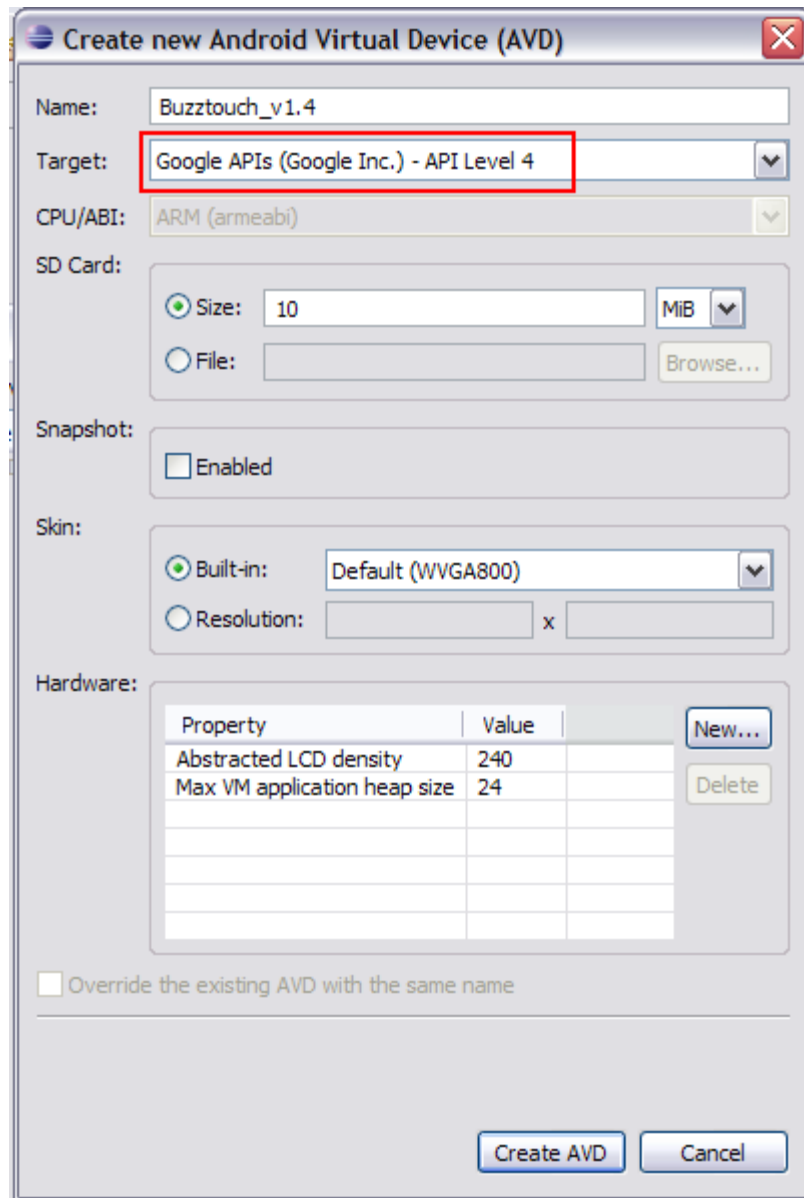 Create new Android Virtual Device (AVD)
Name: Buzztouch_v1.4
Target: Google APIs (Google Inc.) - API Level 4
CPU/ABI: ARM (armeabi)
SD Card:
Size: 10 MiB
File: Browse...
Snapshot:
Enabled
Skin:
Built-in: Default (WVGA800)
Resolution: x
Hardware:
Property Value New...
Abstracted LCD density 240
Max VM application heap size 24 Delete
Override the existing AVD with the same name
Create AVD Cancel